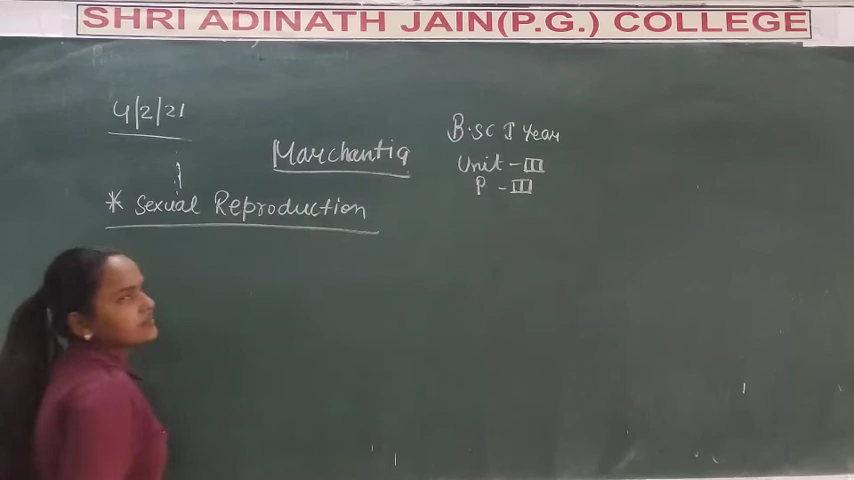 SHRI ADINATH JAIN(P.G.) COLLEGE
4/2/21
B.SC I Year
Marchantia
Unit - III
P - III
* Sexual Reproduction